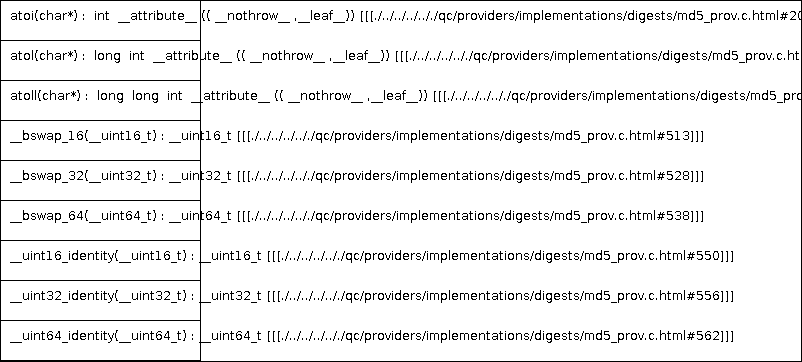 atoi(char*) : int __attribute__ (( __nothrow__ ,__leaf__)) [[[./../../../../../qc/providers/implementations/digests/md5_prov.c.html#20
atol(char*) : long int __attribute__ (( __nothrow__ ,__leaf__)) [[[./../../../../../qc/providers/implementations/digests/md5_prov.c.ht
atoll(char*) : long long int __attribute__ (( __nothrow__ ,__leaf__)) [[[./../../../../../qc/providers/implementations/digests/md5_pro
__bswap_16(__uint16_t) : __uint16_t [[[./../../../../../qc/providers/implementations/digests/md5_prov.c.html#513]]]
__bswap_32(__uint32_t) : __uint32_t [[[./../../../../../qc/providers/implementations/digests/md5_prov.c.html#528]]]
__bswap_64(__uint64_t) : __uint64_t [[[./../../../../../qc/providers/implementations/digests/md5_prov.c.html#538]]]
__uint16_identity(__uint16_t) : __uint16_t [[[./../../../../../qc/providers/implementations/digests/md5_prov.c.html#550]]]
__uint32_identity(__uint32_t) : __uint32_t [[[./../../../../../qc/providers/implementations/digests/md5_prov.c.html#556]]]
__uint64_identity(__uint64_t) : __uint64_t [[[./../../../../../qc/providers/implementations/digests/md5_prov.c.html#562]]]